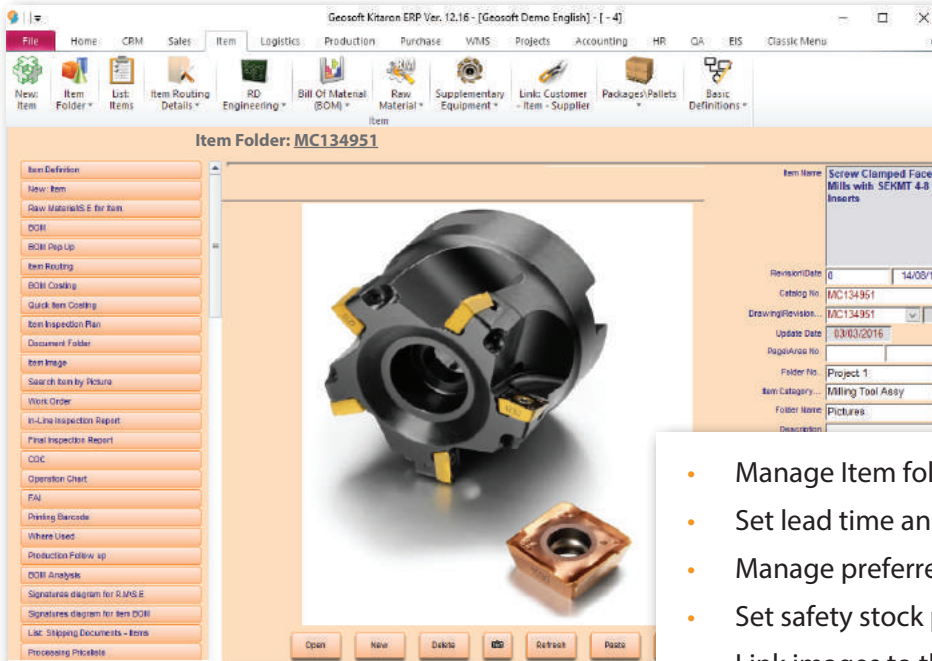 Geosoft Kitaron ERP Ver. 12.16 - [Geosoft Demo English] - [ - 4]
File Home CRM Sales Item Logistics Production Purchase WMS Projects Accounting HR QA EIS Classic Menu
New: Item
Item Folder
List: Items
Item Routing Details
RD Engineering
Bill Of Material (BOM)
Raw Material
Supplementary Equipment
Link: Customer - Item - Supplier
Packages\Pallets
Basic Definitions
Item
Item Folder: MC134951
Item Definition
New: Item
Raw Material\S.E for Item
BOM
BOM Pop Up
Item Routing
BOM Costing
Quick Item Costing
Item Inspection Plan
Document Folder
Item Image
Search Item by Picture
Work Order
In-Line Inspection Report
Final Inspection Report
COC
Operation Chart
FAI
Printing Barcode
Where Used
Production Follow up
BOM Analysis
Signatures diagram for R.M\S.E
Signatures diagram for Item BOM
List: Shipping Documents - Items
Processing Pricelists
Item Name Screw Clamped Face
Mills with SEKMT 4-8
Inserts
Revision\Date 0 14/08/1
Catalog No. MC134951
Drawing\Revision... MC134951
Update Date 03/03/2016
Page\Area No
Folder No. Project 1
Item Category... Milling Tool Assy
Folder Name Pictures
Description
Open New Delete Refresh Paste
• Manage Item fol
• Set lead time an
• Manage preferre
• Set safety stock
Link images to th